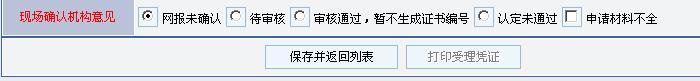 现场确认机构意见 网报未确认 待审核 审核通过，暂不生成证书编号 认定未通过 申请材料不全
保存并返回列表 打印受理凭证